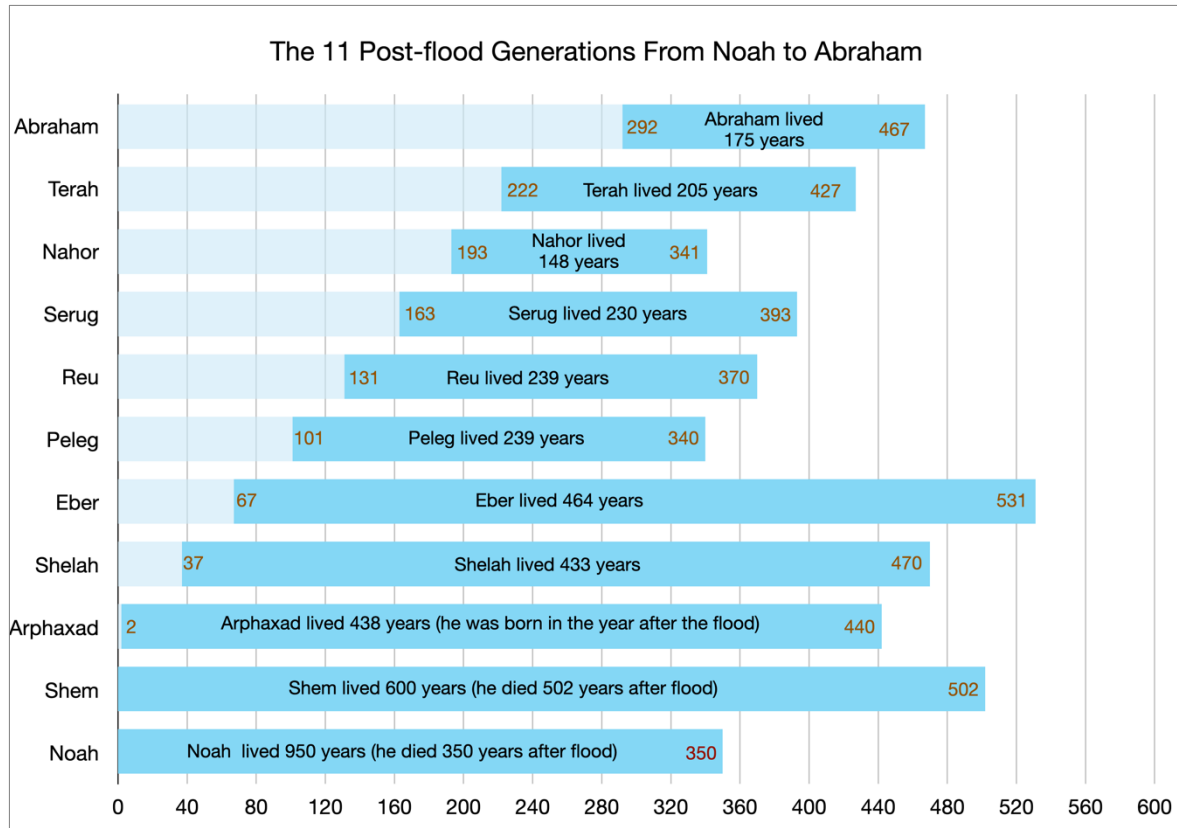 The 11 Post-flood Generations From Noah to Abraham
Abraham
292
Abraham lived
175 years
467
Terah
222
Terah lived 205 years
427
Nahor
193
Nahor lived
148 years
341
Serug
163
Serug lived 230 years
393
Reu
131
Reu lived 239 years
370
Peleg
101
Peleg lived 239 years
340
Eber
67
Eber lived 464 years
531
Shelah
37
Shelah lived 433 years
470
Arphaxad
2
Arphaxad lived 438 years (he was born in the year after the flood)
440
Shem
Shem lived 600 years (he died 502 years after flood)
502
Noah
Noah lived 950 years (he died 350 years after flood)
350
0 40 80 120 160 200 240 280 320 360 400 440 480 520 560 600